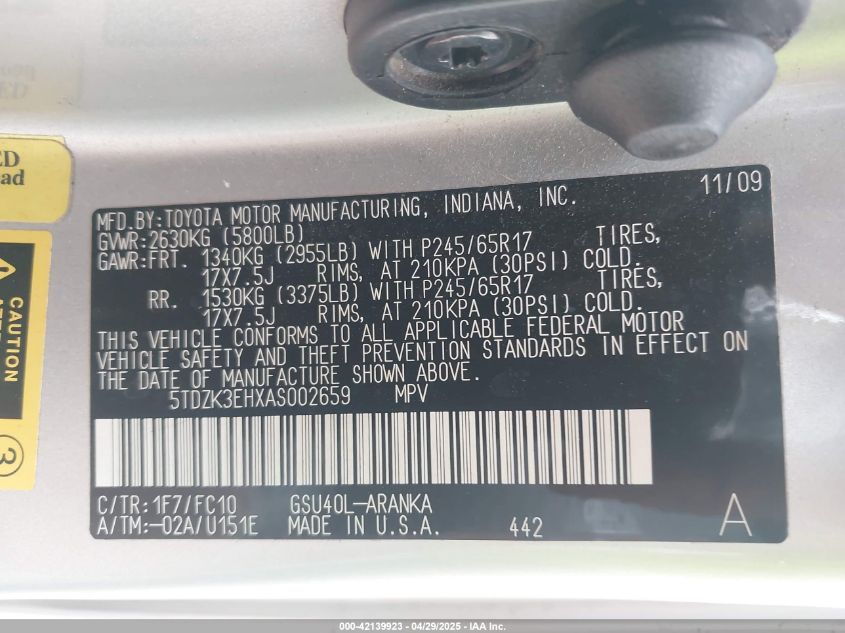 ED
ad
CAUTION
3
11/09
MFD.BY:TOYOTA MOTOR MANUFACTURING, INDIANA, INC.
GVWR:2630KG (5800LB)
GAWR:FRT. 1340KG (2955LB) WITH P245/65R17 TIRES,
17X7.5J RIMS, AT 210KPA (30PSI) COLD.
RR. 1530KG (3375LB) WITH P245/65R17 TIRES,
17X7.5J RIMS, AT 210KPA (30PSI) COLD.
THIS VEHICLE CONFORMS TO ALL APPLICABLE FEDERAL MOTOR
VEHICLE SAFETY AND THEFT PREVENTION STANDARDS IN EFFECT ON
THE DATE OF MANUFACTURE SHOWN ABOVE.
5TDZK3EHXAS002659 MPV
C/TR:1F7/FC10 GSU40L-ARANKA
A/TM:-02A/U151E MADE IN U.S.A. 442 A
000-42139923 - 04/29/2025 - IAA Inc.